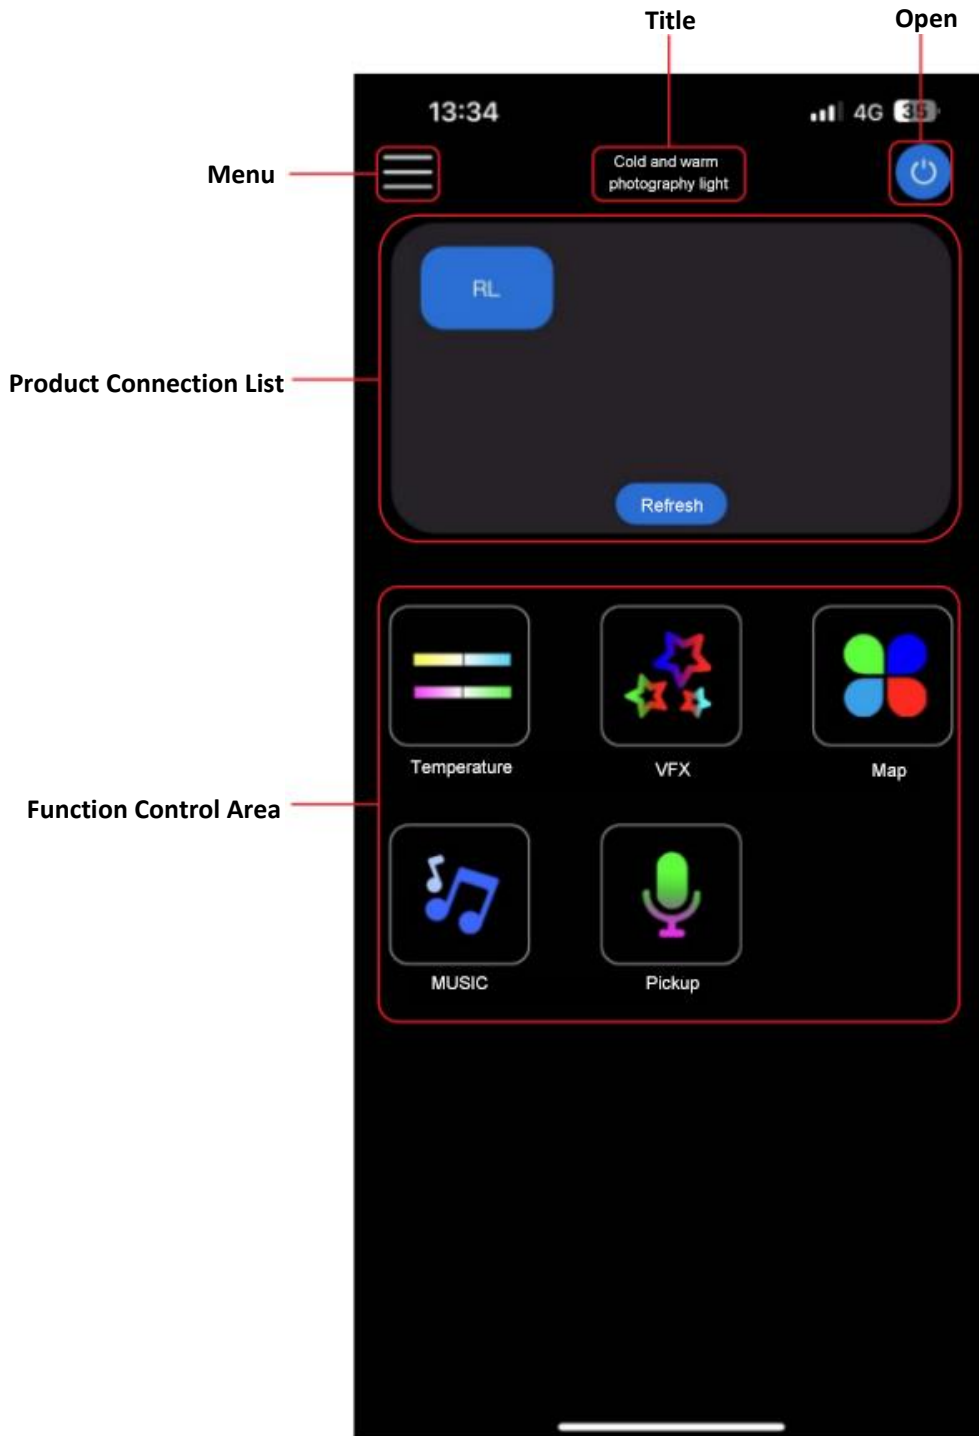 Title
Open
13:34
4G 35
Menu
Cold and warm
photography light
RL
Product Connection List
Refresh
Temperature
VFX
Map
Function Control Area
MUSIC
Pickup